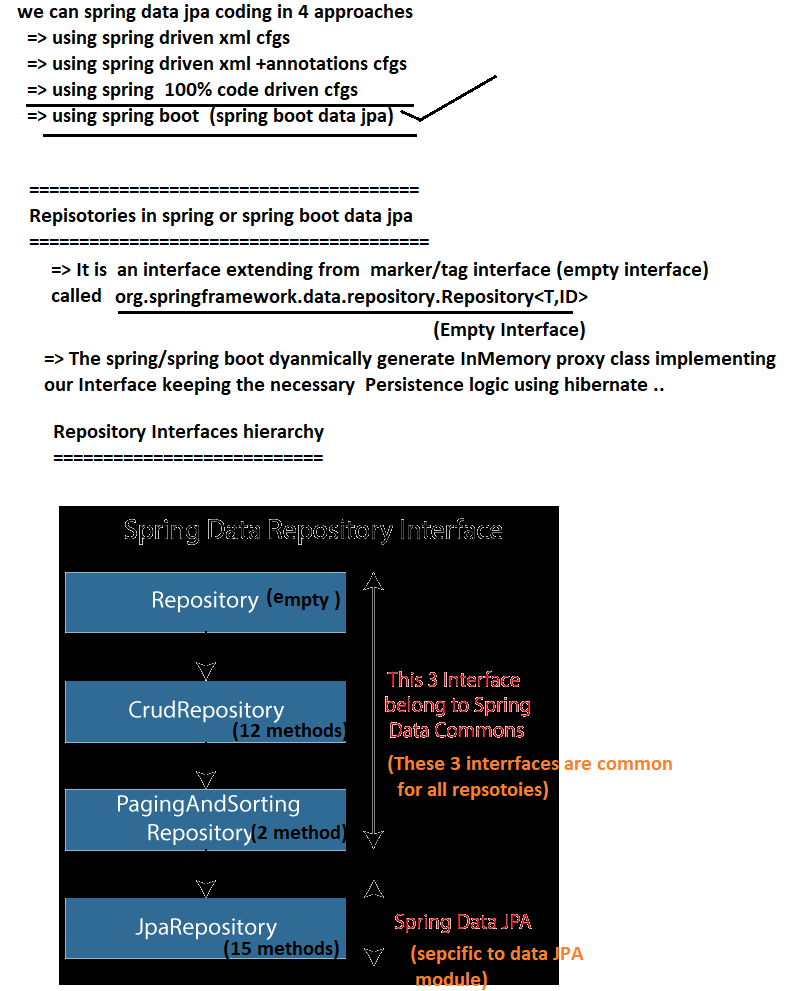 we can spring data jpa coding in 4 approaches
=> using spring driven xml cfgs
=> using spring driven xml +annotations cfgs
=> using spring 100% code driven cfgs
=> using spring boot (spring boot data jpa)
=======================================
Repisotories in spring or spring boot data jpa
========================================
=> It is an interface extending from marker/tag interface (empty interface)
called org.springframework.data.repository.Repository<T,ID>
(Empty Interface)
=> The spring/spring boot dyanmically generate InMemory proxy class implementing
our Interface keeping the necessary Persistence logic using hibernate ..
Repository Interfaces hierarchy
===========================
Spring Data Repository Interface
Repository (empty )
CrudRepository
(12 methods)
PagingAndSorting
Repository(2 method)
This 3 Interface
belong to Spring
Data Commons
(These 3 interrfaces are common
for all repsotoies)
JpaRepository
(15 methods)
Spring Data JPA
(sepcific to data JPA
module)